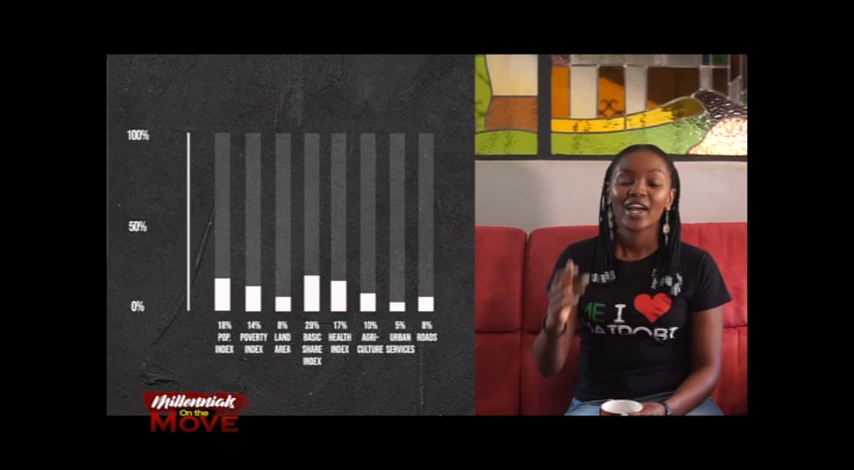 100%
50%
0%
18% 14% 8% 20% 17% 10% 5% 8%
POP. POVERTY LAND BASIC HEALTH AGRI- URBAN ROADS
INDEX INDEX AREA SHARE INDEX CULTURE SERVICES
INDEX
ME I
AIROBI
Millennials
On the
MOVE